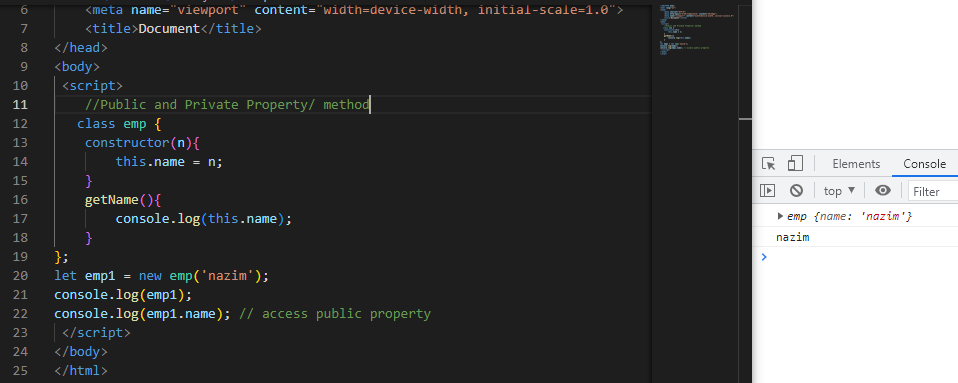 6 <meta name="viewport" content="width=device-width, initial-scale=1.0">
7 <title>Document</title>
8 </head>
9 <body>
10 <script>
11 //Public and Private Property/ method
12 class emp {
13 constructor(n){
14 this.name = n;
15 }
16 getName(){
17 console.log(this.name);
18 }
19 };
20 let emp1 = new emp('nazim');
21 console.log(emp1);
22 console.log(emp1.name); // access public property
23 </script>
24 </body>
25 </html>
Elements Console
top ▼ Filter
▶ emp {name: 'nazim'}
nazim
>